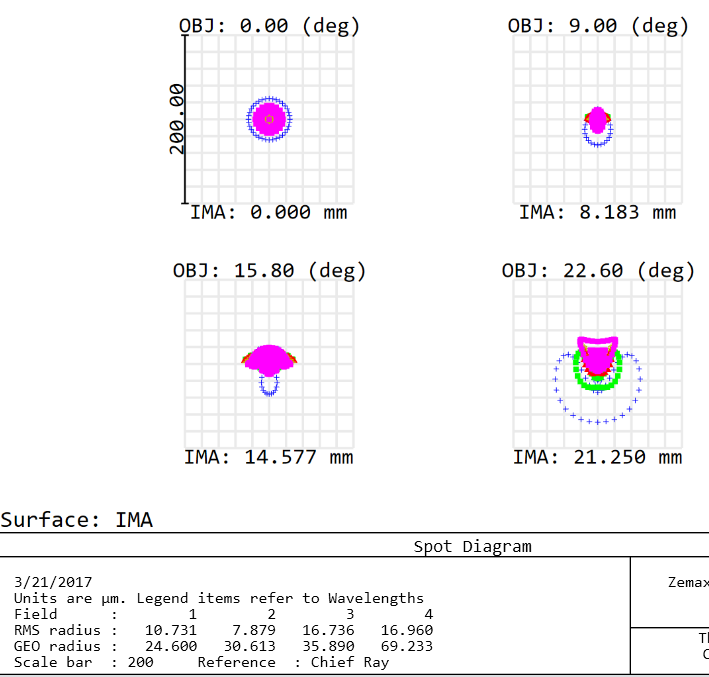 OBJ: 0.00 (deg)
OBJ: 9.00 (deg)
200.00
IMA: 0.000 mm
IMA: 8.183 mm
OBJ: 15.80 (deg)
OBJ: 22.60 (deg)
IMA: 14.577 mm
IMA: 21.250 mm
Surface: IMA
Spot Diagram
3/21/2017
Units are µm. Legend items refer to Wavelengths
Field : 1 2 3 4
RMS radius : 10.731 7.879 16.736 16.960
GEO radius : 24.600 30.613 35.890 69.233
Scale bar : 200 Reference : Chief Ray
Zemax